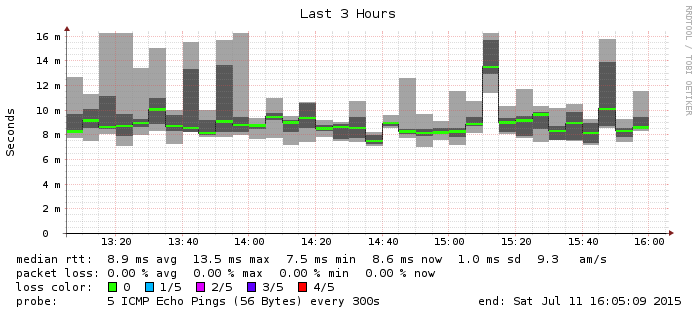 Last 3 Hours
RRDTOOL / TOBI OETIKER
Seconds
16 m
14 m
12 m
10 m
8 m
6 m
4 m
2 m
0
13:20 13:40 14:00 14:20 14:40 15:00 15:20 15:40 16:00
median rtt: 8.9 ms avg 13.5 ms max 7.5 ms min 8.6 ms now 1.0 ms sd 9.3 am/s
packet loss: 0.00 % avg 0.00 % max 0.00 % min 0.00 % now
loss color: 0 1/5 2/5 3/5 4/5
probe: 5 ICMP Echo Pings (56 Bytes) every 300s end: Sat Jul 11 16:05:09 2015